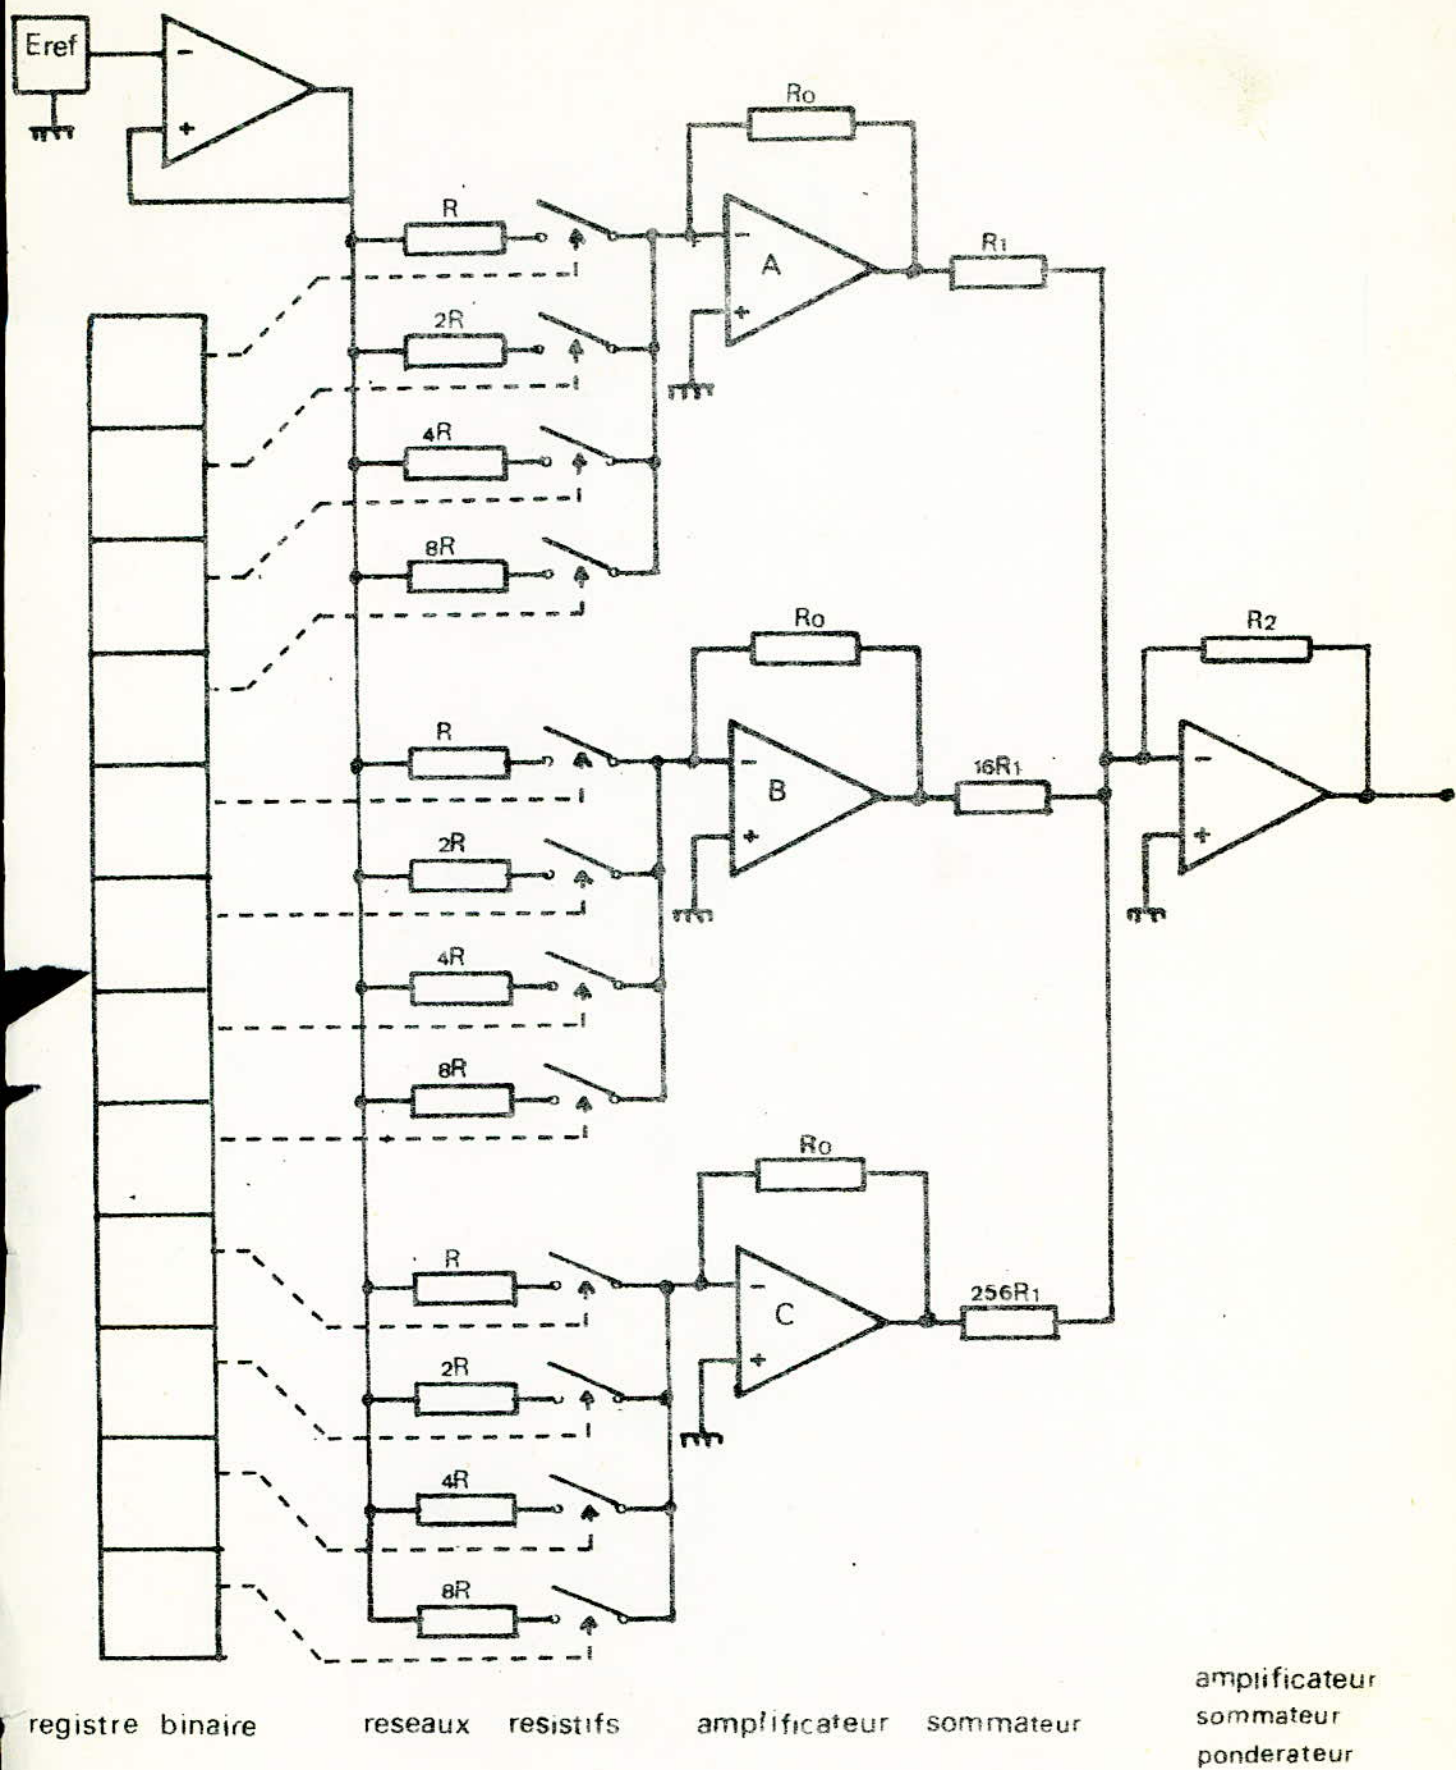 Eref
-
+
Ro
R
-
A
+
R1
2R
4R
8R
Ro
R2
R
-
B
+
16R1
-
+
2R
4R
8R
Ro
R
-
C
+
256R1
2R
4R
8R
registre binaire
reseaux resistifs
amplificateur sommateur
amplificateur
sommateur
ponderateur